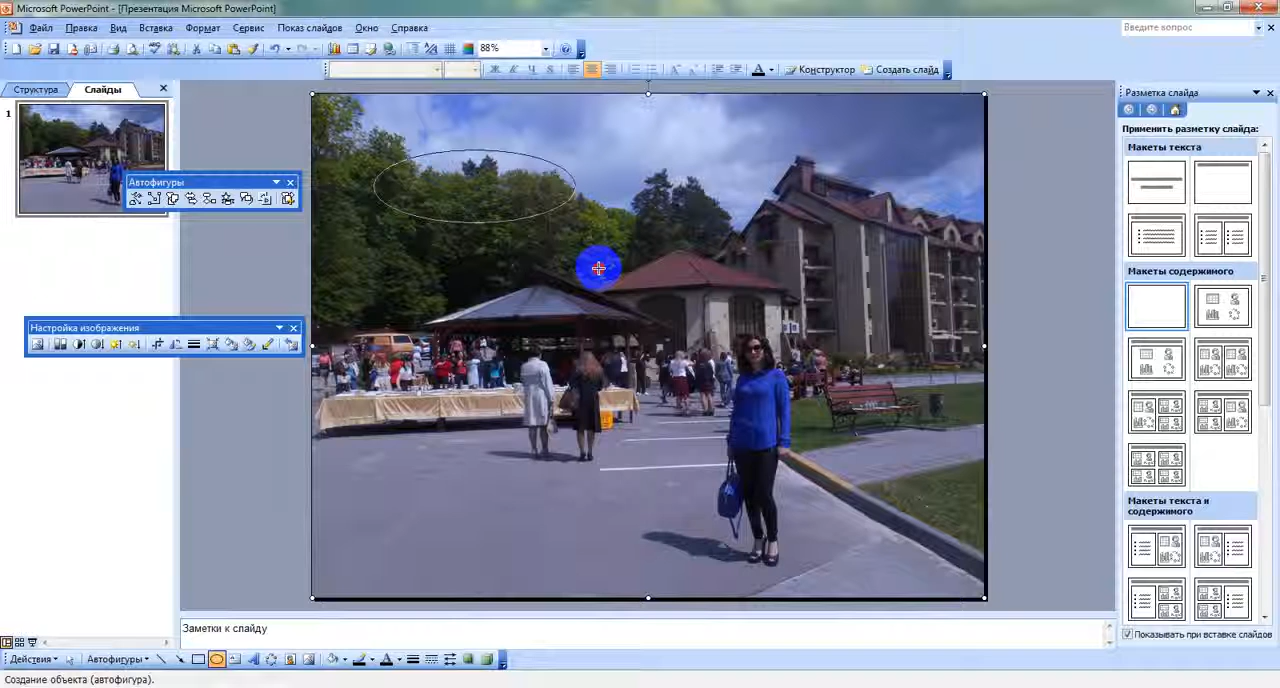 Microsoft PowerPoint - [Презентация Microsoft PowerPoint]
Файл Правка Вид Вставка Формат Сервис Показ слайдов Окно Справка
Введите вопрос
88%
Ж К Ч S
A Конструктор Создать слайд
Структура Слайды
Разметка слайда
1
Применить разметку слайда:
Макеты текста
Автофигуры
Макеты содержимого
Настройка изображения
Макеты текста и
содержимого
Заметки к слайду
Показывать при вставке слайдов
Действия Автофигуры
Создание объекта (автофигура).